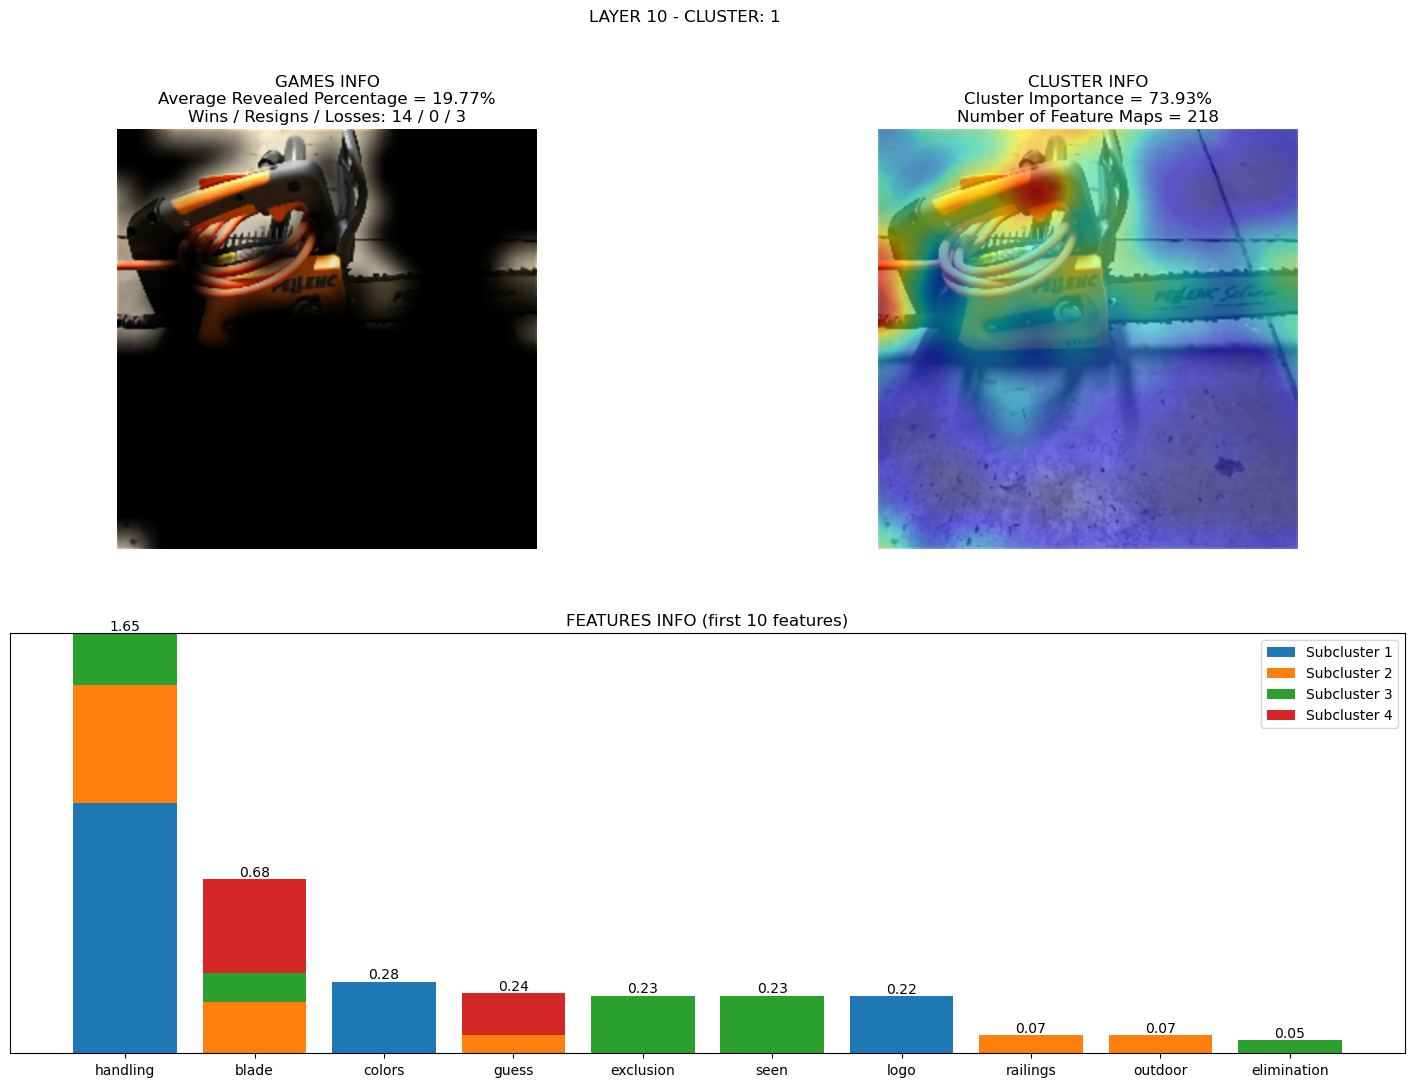 LAYER 10 - CLUSTER: 1
GAMES INFO
Average Revealed Percentage = 19.77%
Wins / Resigns / Losses: 14 / 0 / 3
CLUSTER INFO
Cluster Importance = 73.93%
Number of Feature Maps = 218
PELLENC
PELLENC
PELLENC Selion
FEATURES INFO (first 10 features)
1.65
0.68
0.28
0.24
0.23
0.23
0.22
0.07
0.07
0.05
Subcluster 1
Subcluster 2
Subcluster 3
Subcluster 4
handling
blade
colors
guess
exclusion
seen
logo
railings
outdoor
elimination